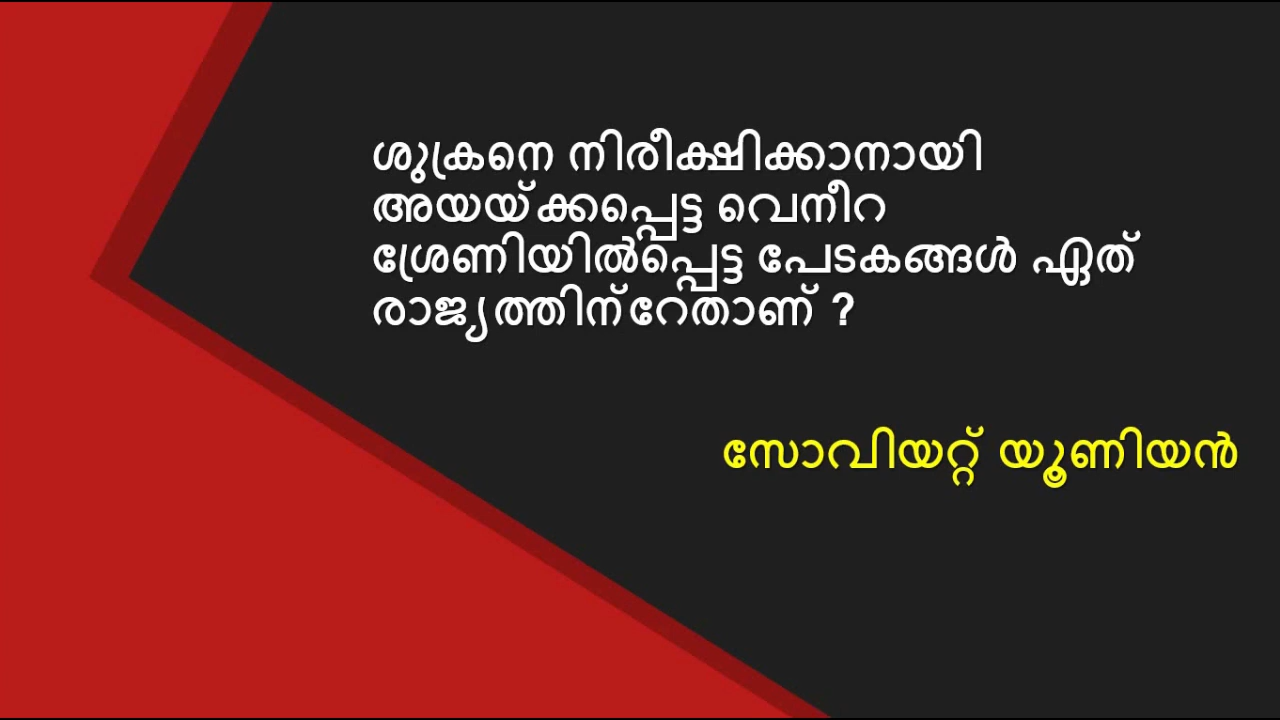 ശുക്രനെ നിരീക്ഷിക്കാനായി
അയയ്ക്കപ്പെട്ട വെനീറ
ശ്രേണിയിൽപ്പെട്ട പേടകങ്ങൾ ഏത്
രാജ്യത്തിന്റേതാണ് ?
സോവിയറ്റ് യൂണിയൻ